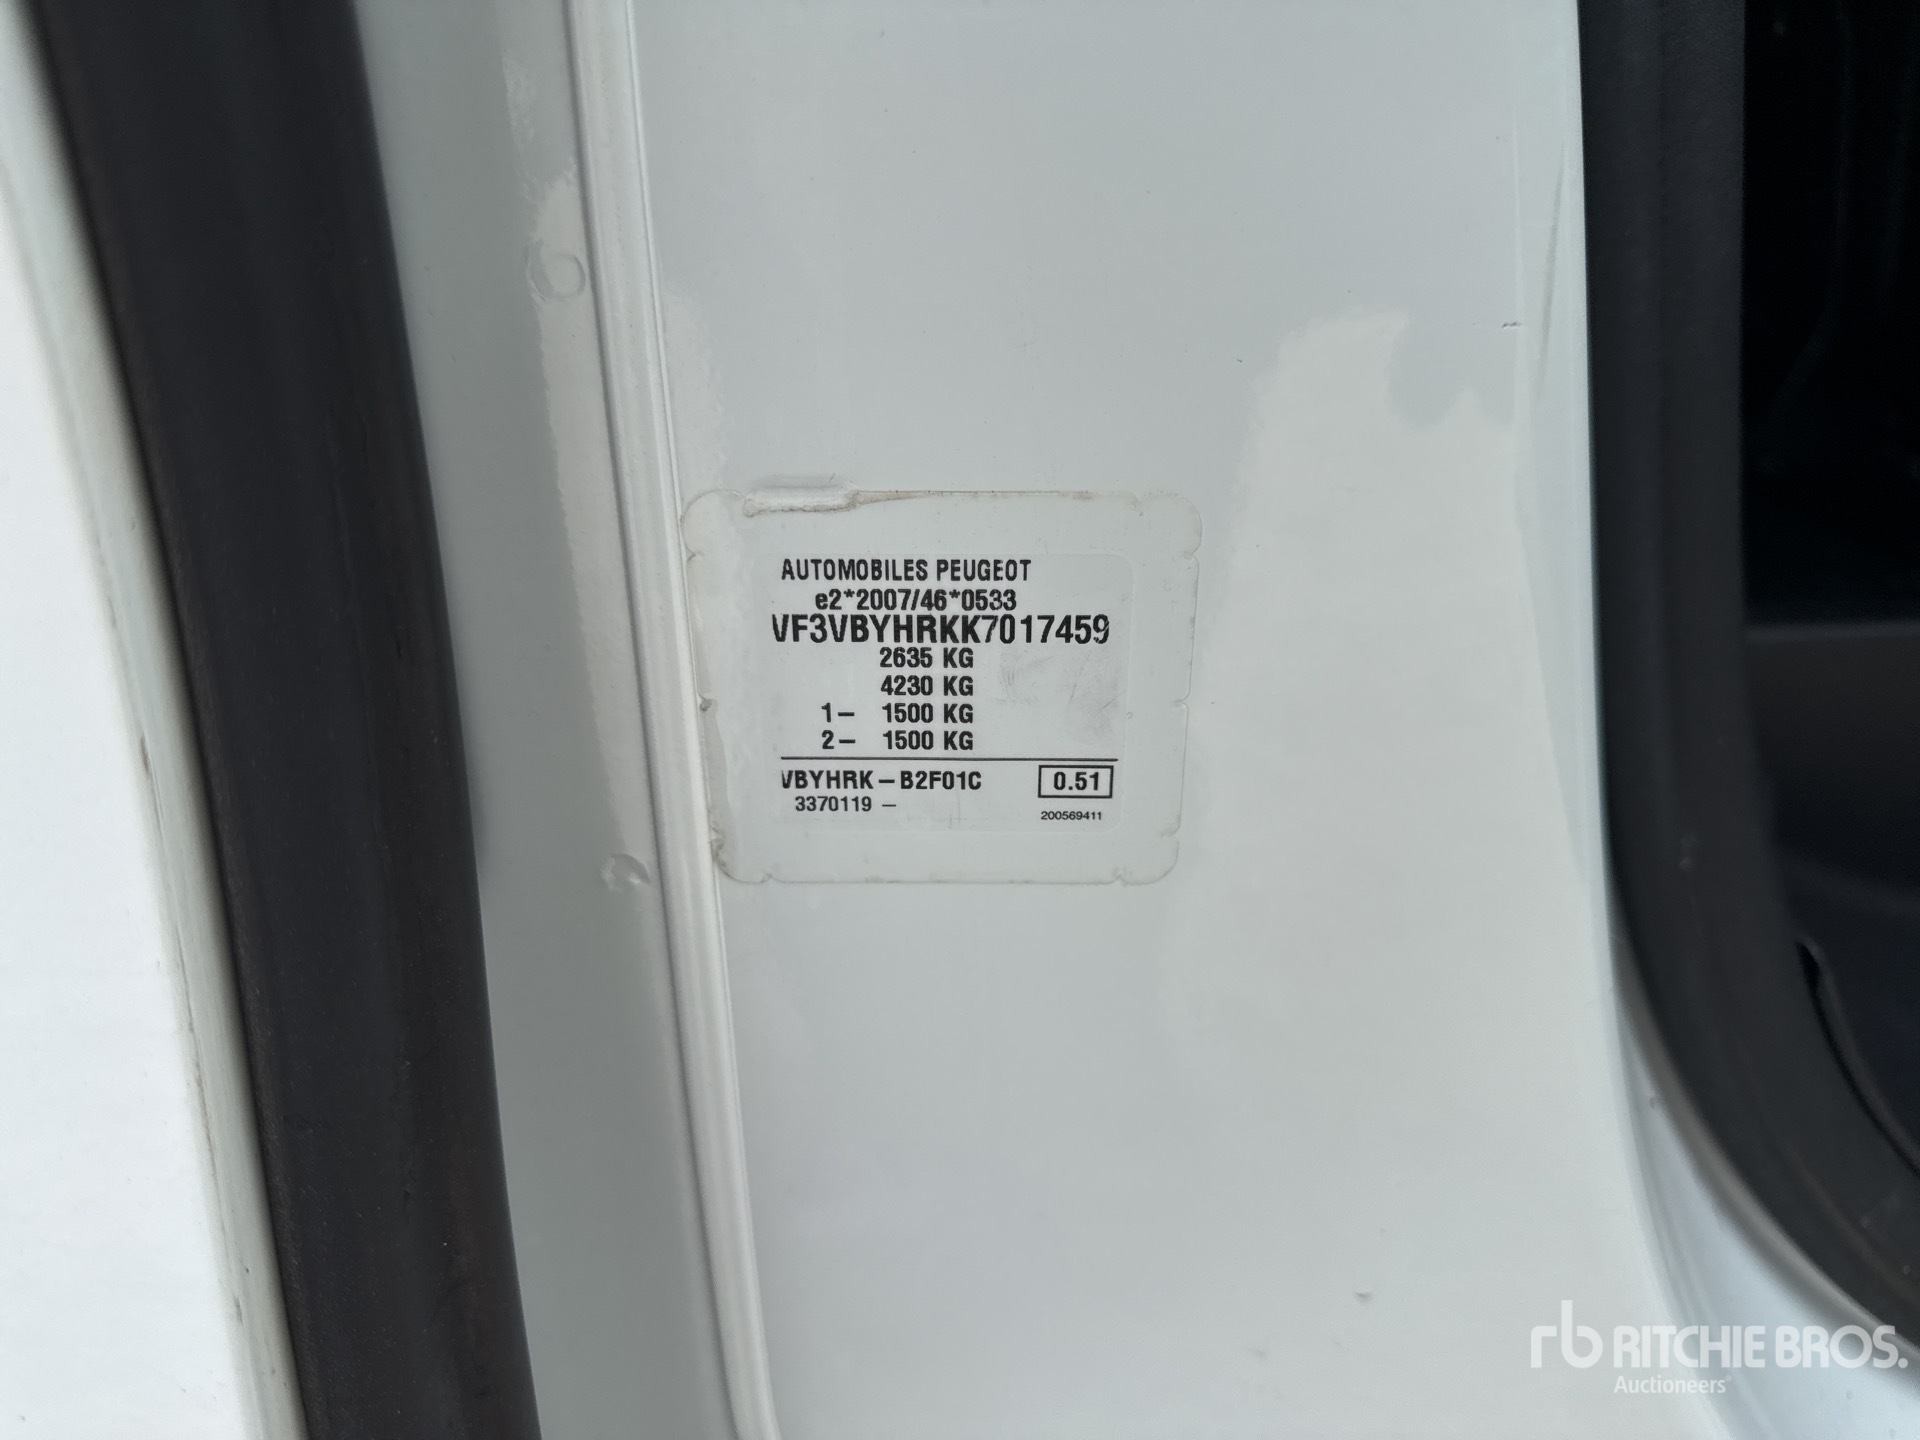 AUTOMOBILES PEUGEOT
e2*2007/46*0533
VF3VBYHRKK7017459
2635 KG
4230 KG
1- 1500 KG
2- 1500 KG
VBYHRK-B2F01C 0.51
3370119 -
200569411
rb RITCHIE BROS.
Auctioneers